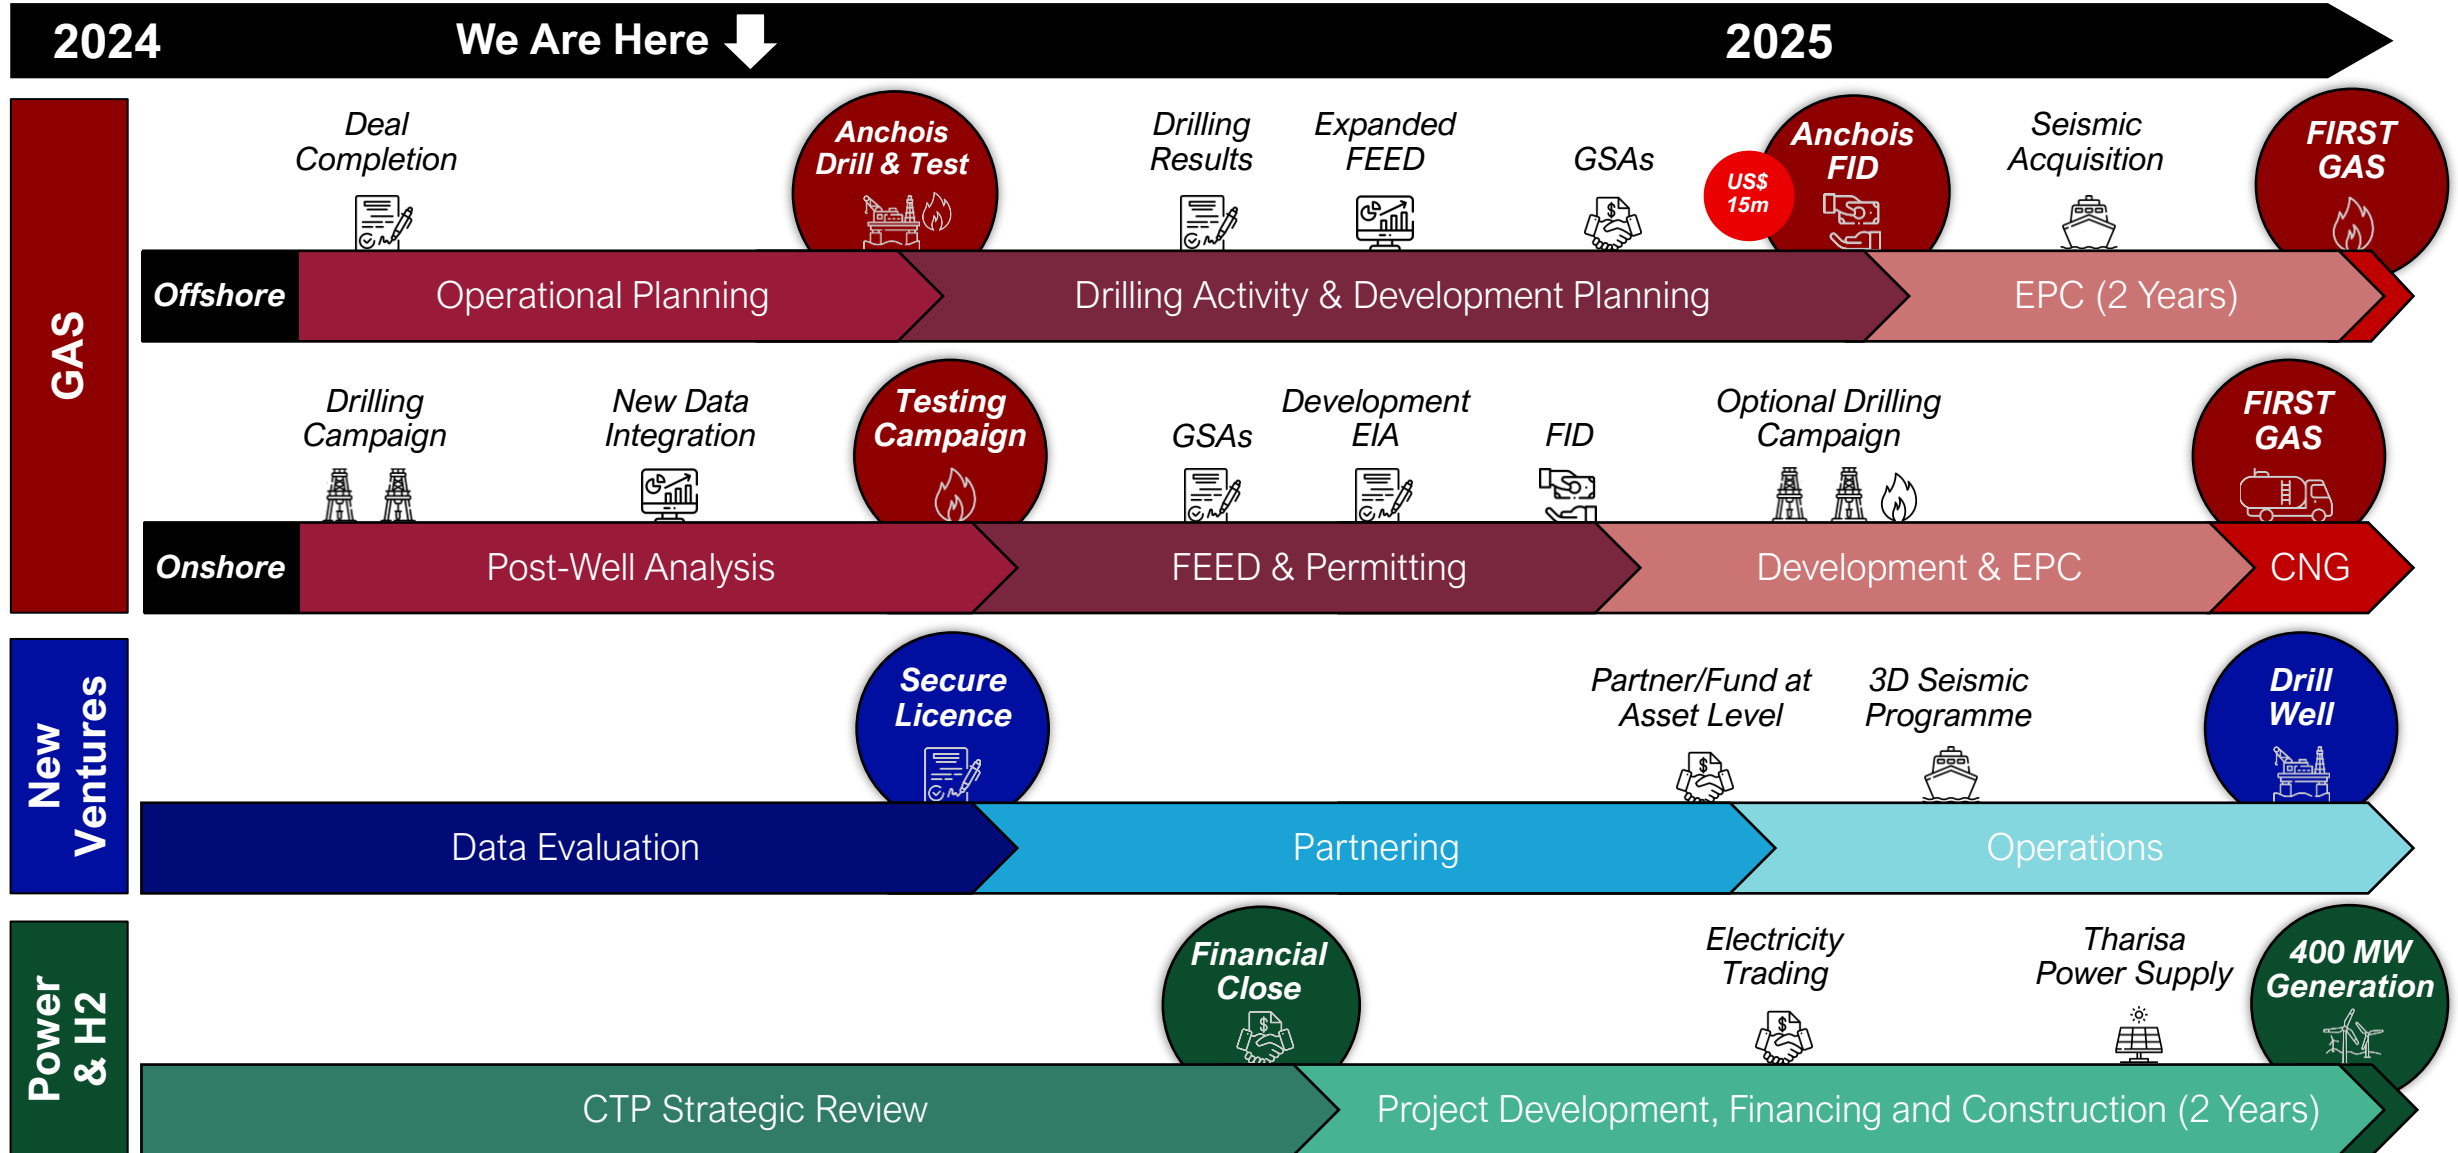 2024
We Are Here
2025
GAS
Deal
Completion
Anchois
Drill & Test
Drilling
Results
Expanded
FEED
GSAs
US$
15m
Anchois
FID
Seismic
Acquisition
FIRST
GAS
Offshore
Operational Planning
Drilling Activity & Development Planning
EPC (2 Years)
Drilling
Campaign
New Data
Integration
Testing
Campaign
GSAs
Development
EIA
FID
Optional Drilling
Campaign
FIRST
GAS
Onshore
Post-Well Analysis
FEED & Permitting
Development & EPC
CNG
New
Ventures
Secure
Licence
Partner/Fund at
Asset Level
3D Seismic
Programme
Drill
Well
Data Evaluation
Partnering
Operations
Power
& H2
Financial
Close
Electricity
Trading
Tharisa
Power Supply
400 MW
Generation
CTP Strategic Review
Project Development, Financing and Construction (2 Years)